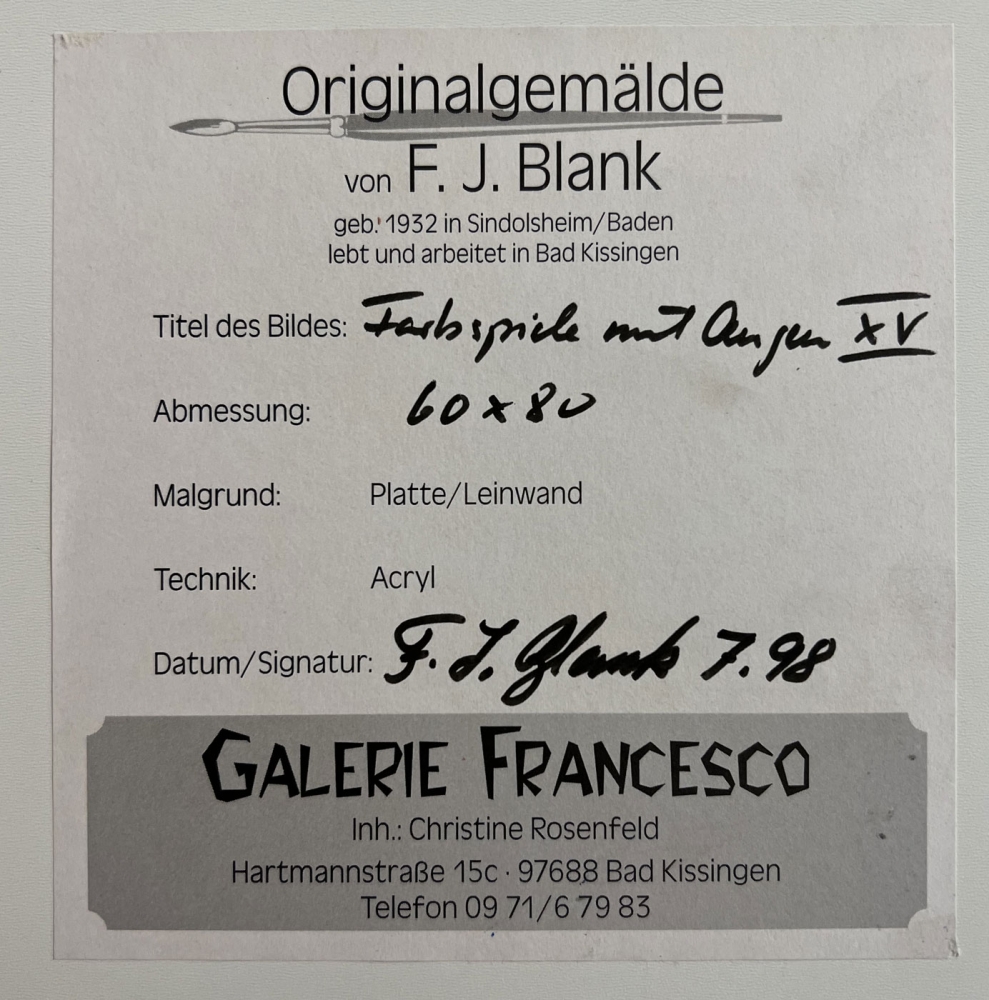 Originalgemälde
von F. J. Blank
geb. 1932 in Sindolsheim/Baden
lebt und arbeitet in Bad Kissingen
Titel des Bildes: Farbspiele mit Augen XV
Abmessung: 60 x 80
Malgrund: Platte/Leinwand
Technik: Acryl
Datum/Signatur: F. J. Blank 7.98
GALERIE FRANCESCO
Inh.: Christine Rosenfeld
Hartmannstraße 15c · 97688 Bad Kissingen
Telefon 09 71/6 79 83